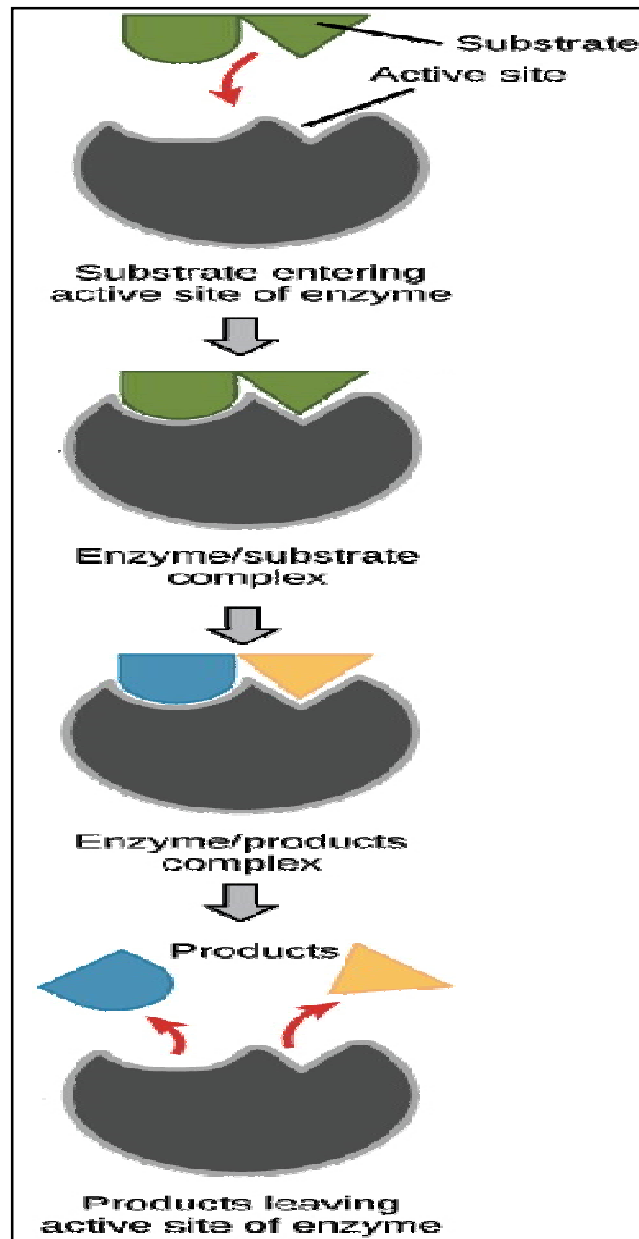 Substrate
Active site
Substrate entering
active site of enzyme
Enzyme/substrate
complex
Enzyme/products
complex
Products
Products leaving
active site of enzyme